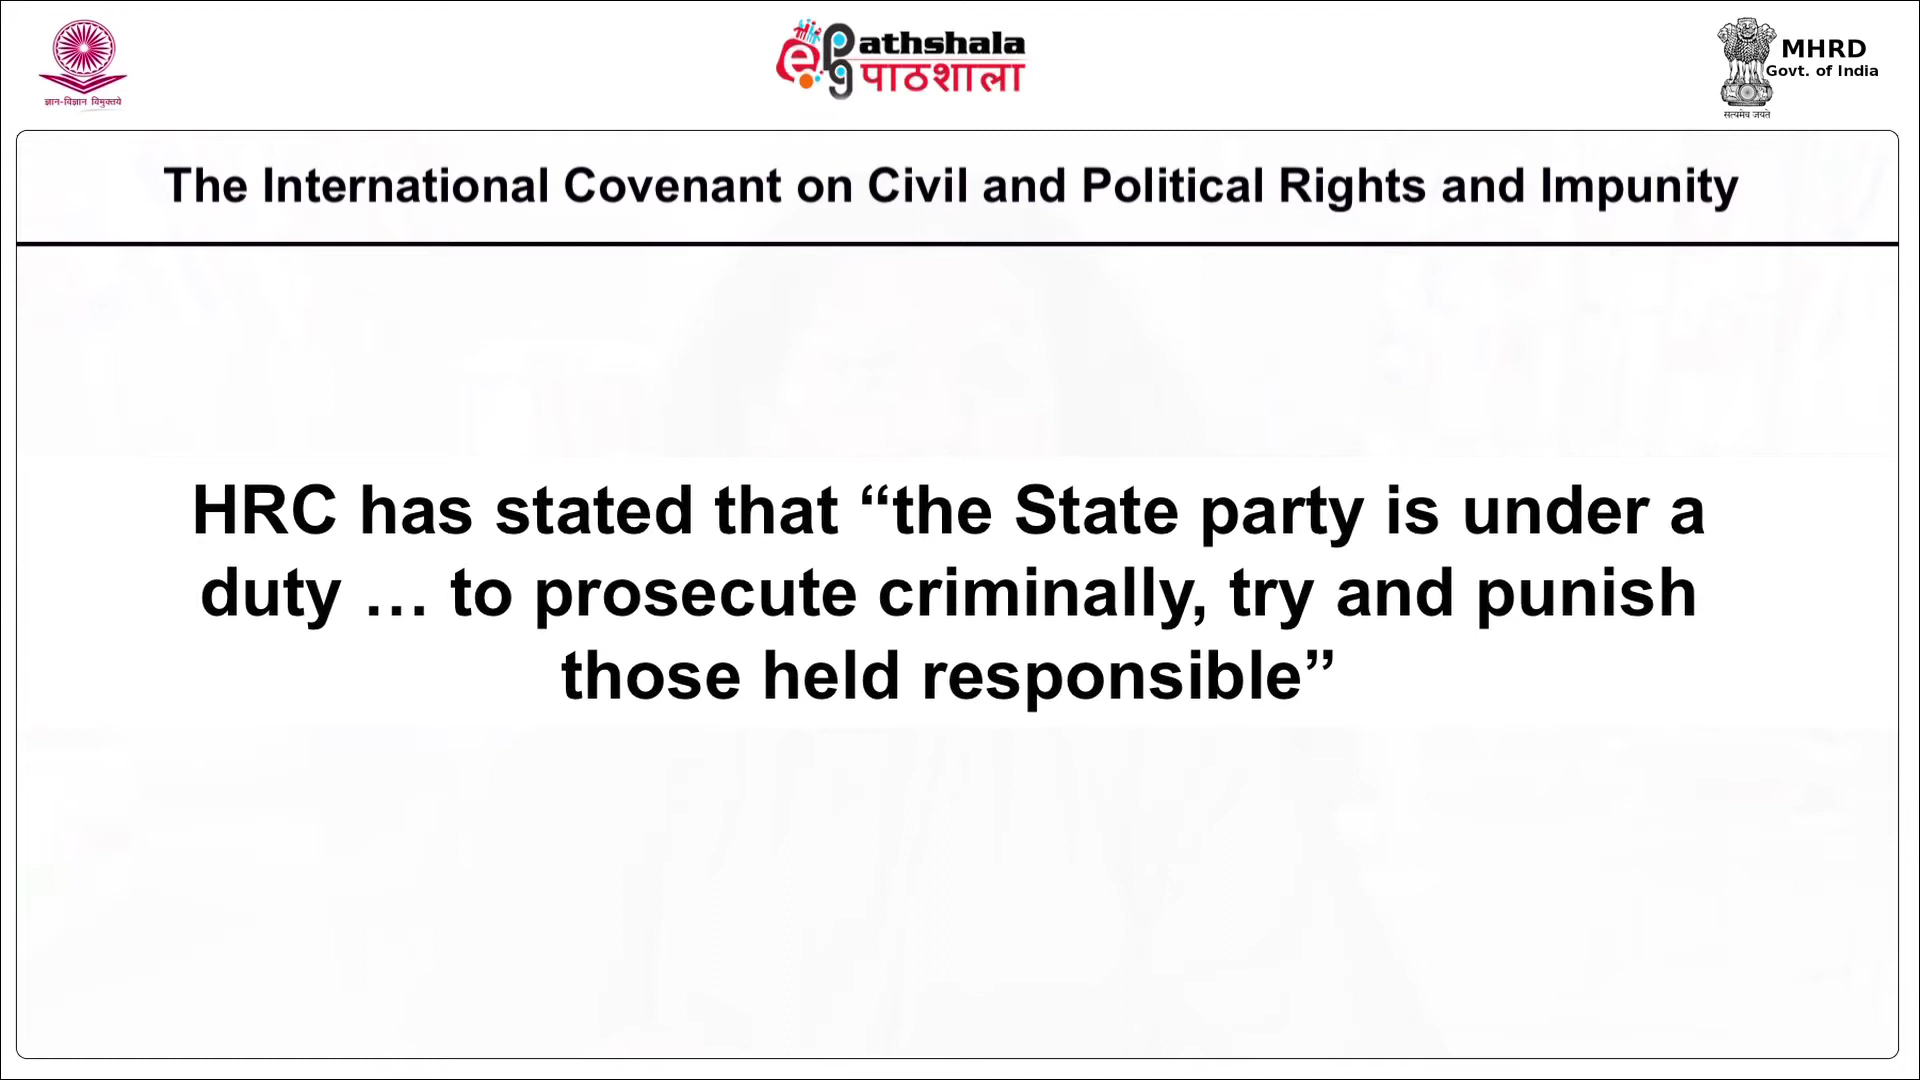 ज्ञान-विज्ञान विमुक्तये
ePG Pathshala
पाठशाला
MHRD
Govt. of India
सत्यमेव जयते
The International Covenant on Civil and Political Rights and Impunity
HRC has stated that “the State party is under a
duty … to prosecute criminally, try and punish
those held responsible”